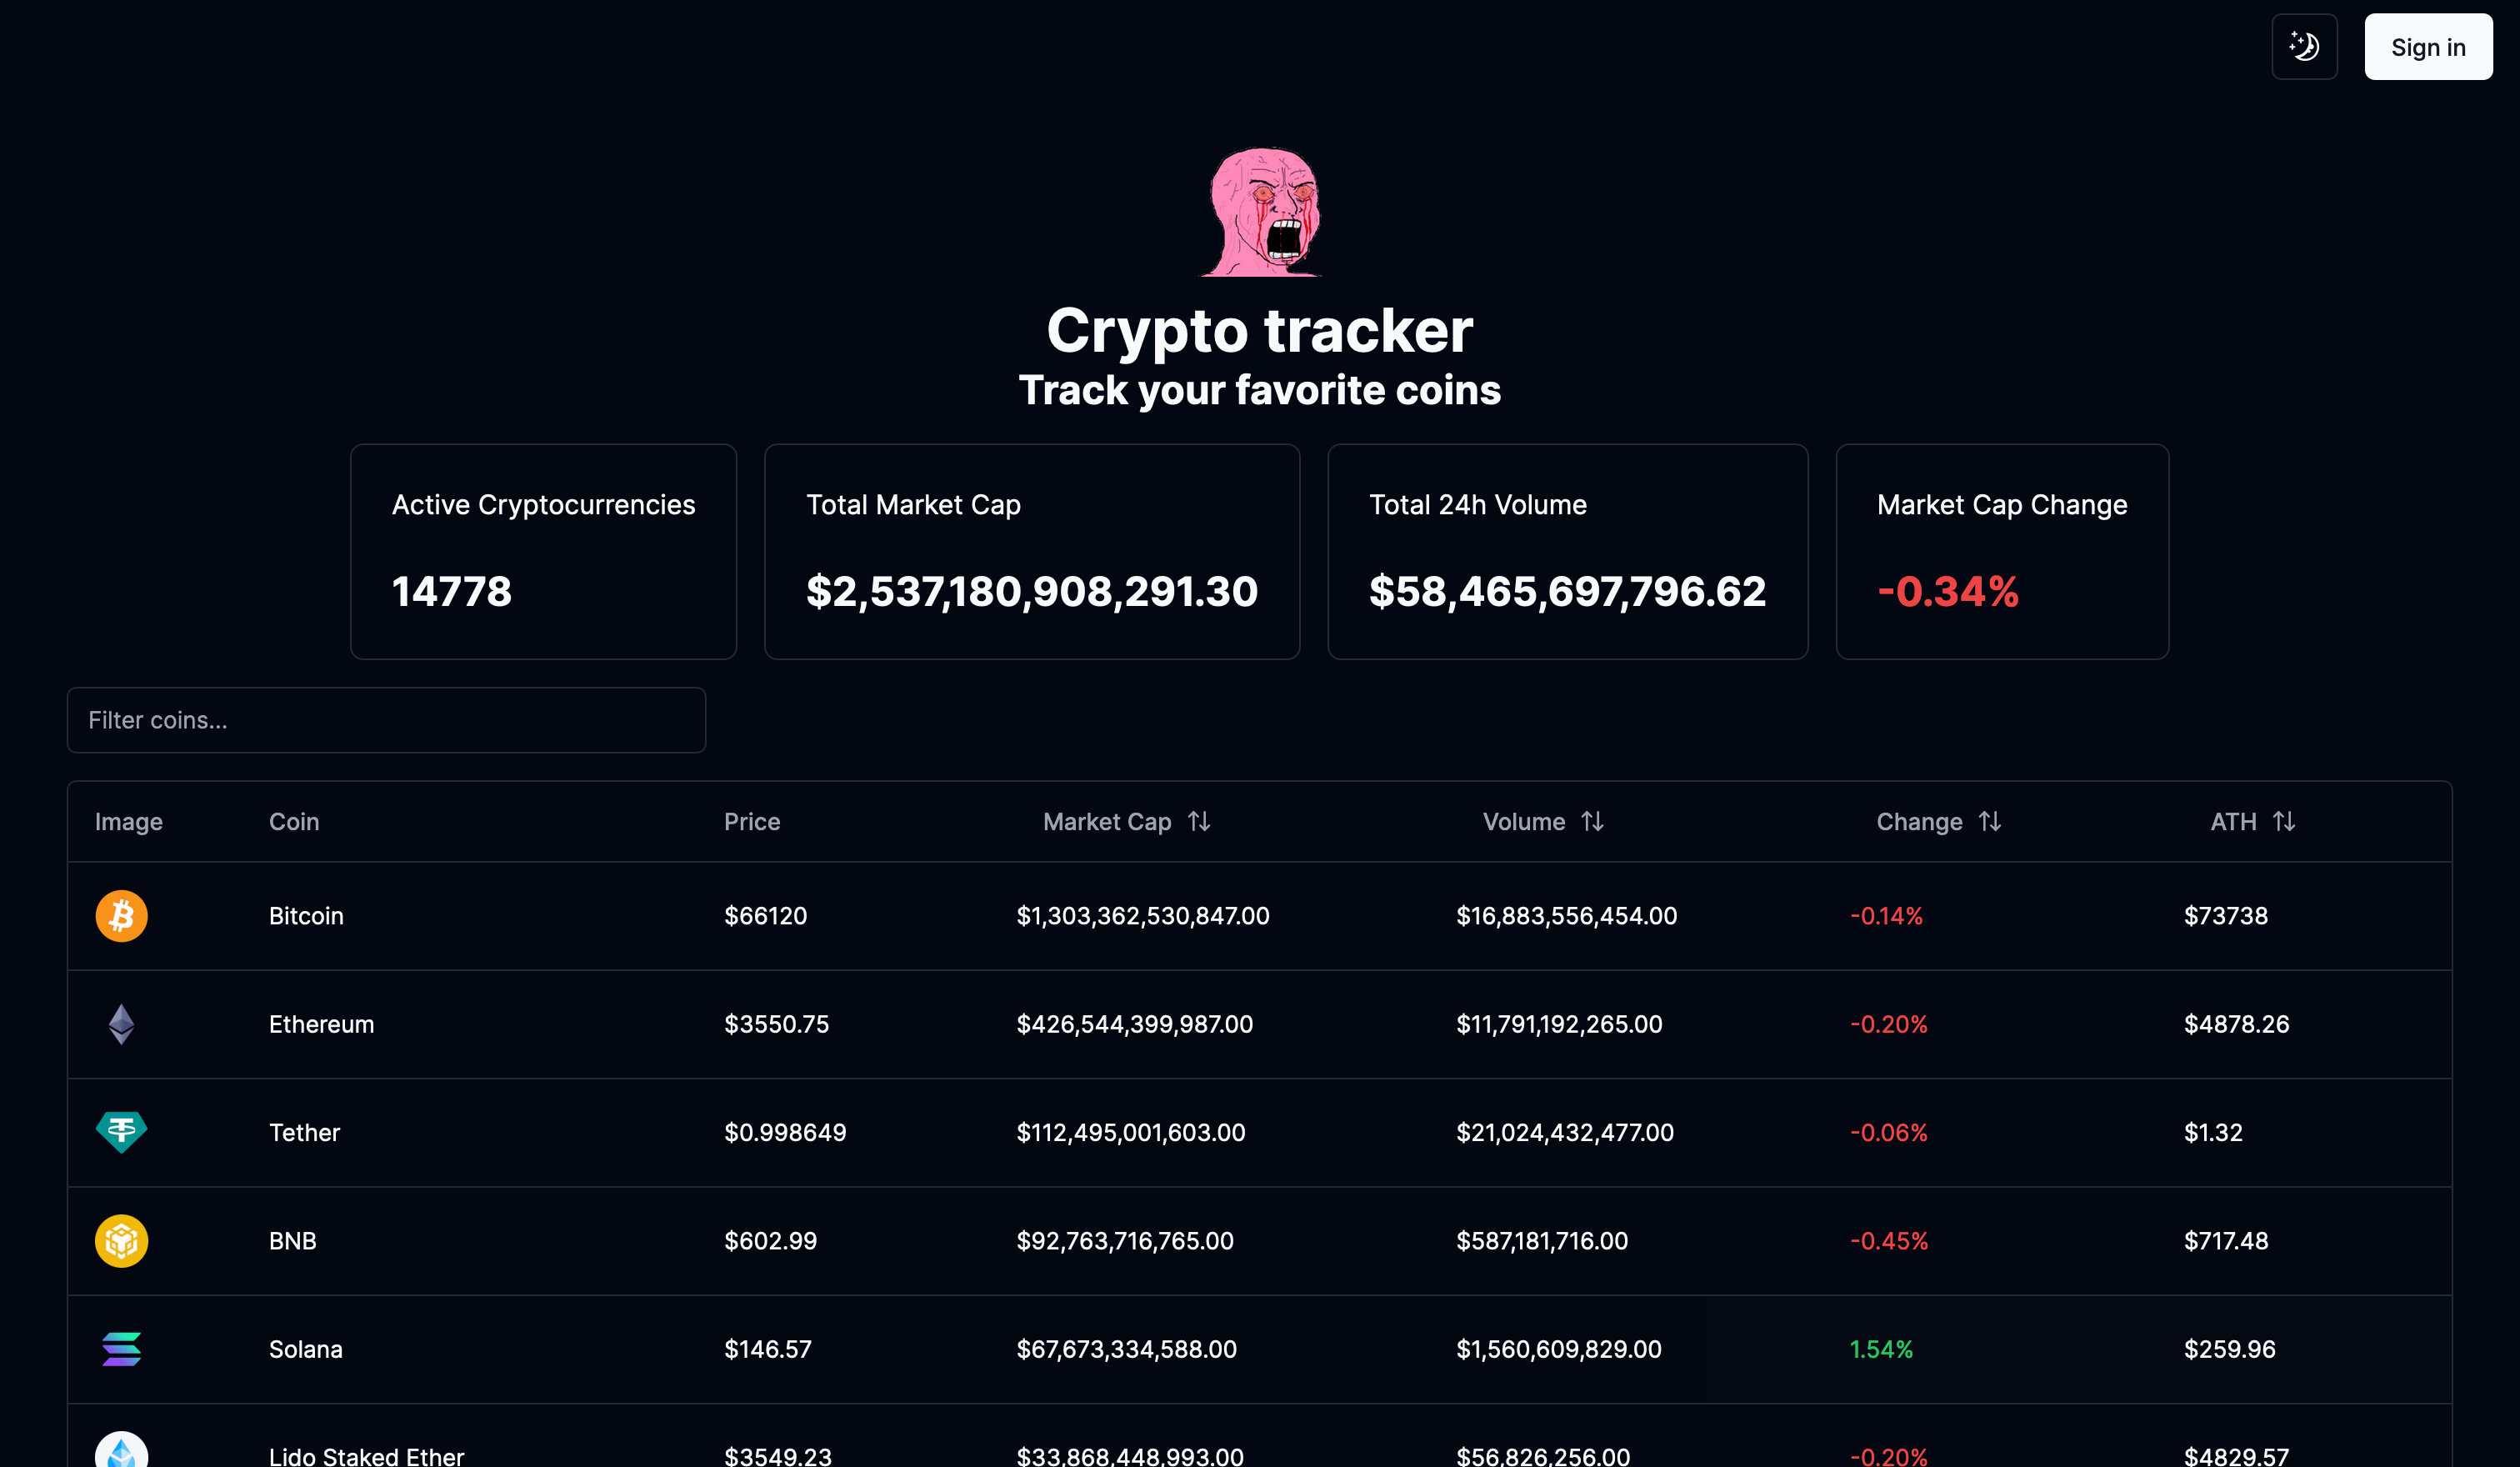 Sign in
Crypto tracker
Track your favorite coins
Active Cryptocurrencies Total Market Cap Total 24h Volume Market Cap Change
14778 $2,537,180,908,291.30 $58,465,697,796.62 -0.34%
Filter coins...
Image Coin Price Market Cap Volume Change ATH
Bitcoin $66120 $1,303,362,530,847.00 $16,883,556,454.00 -0.14% $73738
Ethereum $3550.75 $426,544,399,987.00 $11,791,192,265.00 -0.20% $4878.26
Tether $0.998649 $112,495,001,603.00 $21,024,432,477.00 -0.06% $1.32
BNB $602.99 $92,763,716,765.00 $587,181,716.00 -0.45% $717.48
Solana $146.57 $67,673,334,588.00 $1,560,609,829.00 1.54% $259.96
Lido Staked Ether $3549.23 $33,868,448,993.00 $56,826,256.00 -0.20% $4829.57